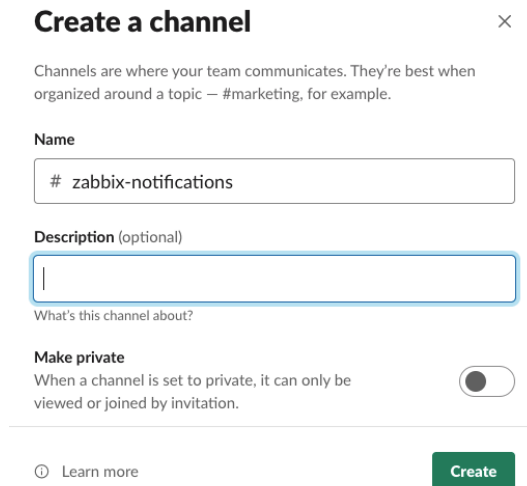 Create a channel
Channels are where your team communicates. They’re best when
organized around a topic — #marketing, for example.
Name
# zabbix-notifications
Description (optional)
What’s this channel about?
Make private
When a channel is set to private, it can only be
viewed or joined by invitation.
Learn more
Create